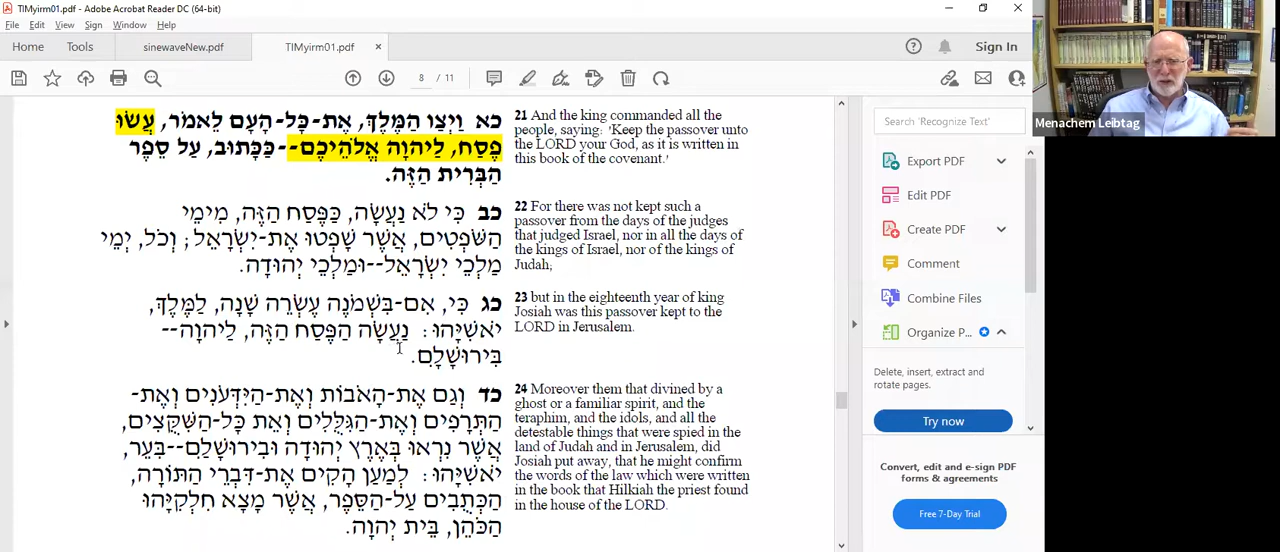 TIMyirm01.pdf - Adobe Acrobat Reader DC (64-bit)
File Edit View Sign Window Help
Home Tools sinewaveNew.pdf TIMyirm01.pdf × Sign In
8 / 11
Menachem Leibtag
כא וַיְצַו הַמֶּלֶךְ, אֶת-כָּל-הָעָם לֵאמֹר, עֲשׂוּ
פֶסַח, לַיהוָה אֱלֹהֵיכֶם--כַּכָּתוּב, עַל סֵפֶר
הַבְּרִית הַזֶּה.
21 And the king commanded all the
people, saying: 'Keep the passover unto
the LORD your God, as it is written in
this book of the covenant.'
כב כִּי לֹא נַעֲשָׂה, כַּפֶּסַח הַזֶּה, מִימֵי
הַשֹּׁפְטִים, אֲשֶׁר שָׁפְטוּ אֶת-יִשְׂרָאֵל; וְכֹל, יְמֵי
מַלְכֵי יִשְׂרָאֵל--וּמַלְכֵי יְהוּדָה.
22 For there was not kept such a
passover from the days of the judges
that judged Israel, nor in all the days of
the kings of Israel, nor of the kings of
Judah;
כג כִּי, אִם-בִּשְׁמֹנֶה עֶשְׂרֵה שָׁנָה, לַמֶּלֶךְ,
יֹאשִׁיָּהוּ: נַעֲשָׂה הַפֶּסַח הַזֶּה, לַיהוָה--
בִּירוּשָׁלִָם.
23 but in the eighteenth year of king
Josiah was this passover kept to the
LORD in Jerusalem.
כד וְגַם אֶת-הָאֹבוֹת וְאֶת-הַיִּדְּעֹנִים וְאֶת-
הַתְּרָפִים וְאֶת-הַגִּלֻּלִים וְאֵת כָּל-הַשִּׁקֻּצִים,
אֲשֶׁר נִרְאוּ בְּאֶרֶץ יְהוּדָה וּבִירוּשָׁלִַם--בִּעֵר,
יֹאשִׁיָּהוּ: לְמַעַן הָקִים אֶת-דִּבְרֵי הַתּוֹרָה,
הַכְּתֻבִים עַל-הַסֵּפֶר, אֲשֶׁר מָצָא חִלְקִיָּהוּ
הַכֹּהֵן, בֵּית יְהוָה.
24 Moreover them that divined by a
ghost or a familiar spirit, and the
teraphim, and the idols, and all the
detestable things that were spied in the
land of Judah and in Jerusalem, did
Josiah put away, that he might confirm
the words of the law which were written
in the book that Hilkiah the priest found
in the house of the LORD.
Search 'Recognize Text'
Export PDF
Edit PDF
Create PDF
Comment
Combine Files
Organize P...
Delete, insert, extract and
rotate pages.
Try now
Convert, edit and e-sign PDF
forms & agreements
Free 7-Day Trial